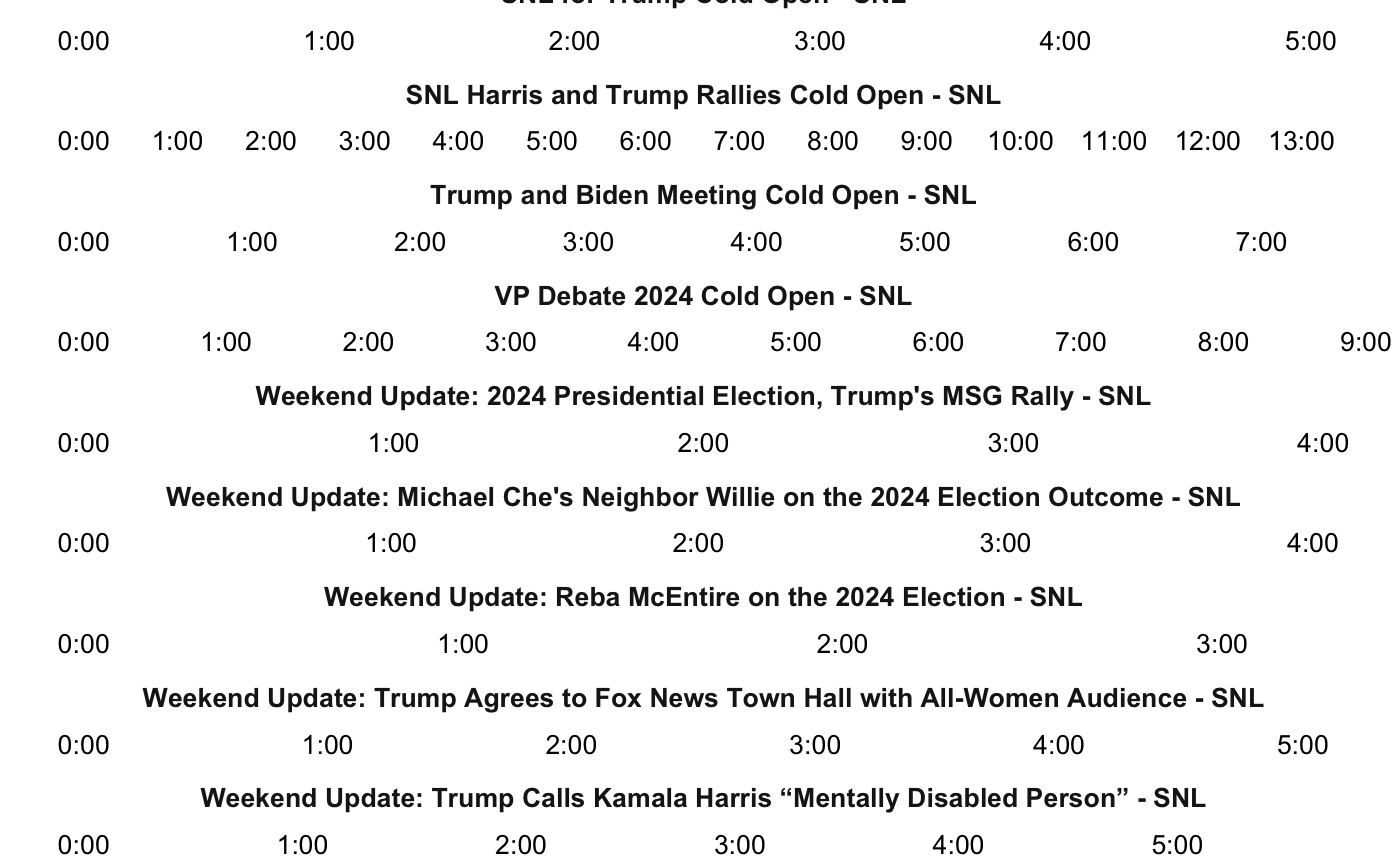 SNL for Trump Cold Open - SNL
0:00 1:00 2:00 3:00 4:00 5:00
SNL Harris and Trump Rallies Cold Open - SNL
0:00 1:00 2:00 3:00 4:00 5:00 6:00 7:00 8:00 9:00 10:00 11:00 12:00 13:00
Trump and Biden Meeting Cold Open - SNL
0:00 1:00 2:00 3:00 4:00 5:00 6:00 7:00
VP Debate 2024 Cold Open - SNL
0:00 1:00 2:00 3:00 4:00 5:00 6:00 7:00 8:00 9:00
Weekend Update: 2024 Presidential Election, Trump's MSG Rally - SNL
0:00 1:00 2:00 3:00 4:00
Weekend Update: Michael Che's Neighbor Willie on the 2024 Election Outcome - SNL
0:00 1:00 2:00 3:00 4:00
Weekend Update: Reba McEntire on the 2024 Election - SNL
0:00 1:00 2:00 3:00
Weekend Update: Trump Agrees to Fox News Town Hall with All-Women Audience - SNL
0:00 1:00 2:00 3:00 4:00 5:00
Weekend Update: Trump Calls Kamala Harris “Mentally Disabled Person” - SNL
0:00 1:00 2:00 3:00 4:00 5:00